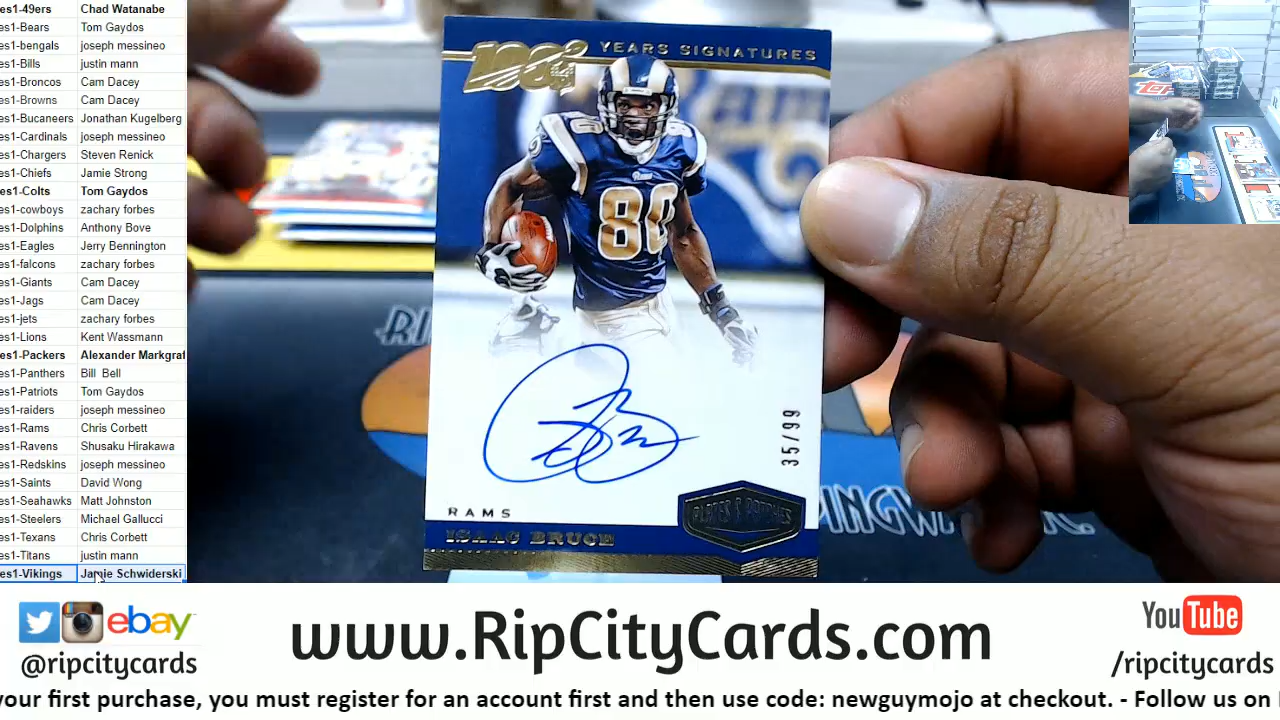 es1-49ers Chad Watanabe
es1-Bears Tom Gaydos
es1-bengals joseph messineo
es1-Bills justin mann
es1-Broncos Cam Dacey
es1-Browns Cam Dacey
es1-Bucaneers Jonathan Kugelberg
es1-Cardinals joseph messineo
es1-Chargers Steven Renick
es1-Chiefs Jamie Strong
es1-Colts Tom Gaydos
es1-cowboys zachary forbes
es1-Dolphins Anthony Bove
es1-Eagles Jerry Bennington
es1-falcons zachary forbes
es1-Giants Cam Dacey
es1-Jags Cam Dacey
es1-jets zachary forbes
es1-Lions Kent Wassmann
es1-Packers Alexander Markgraf
es1-Panthers Bill Bell
es1-Patriots Tom Gaydos
es1-raiders joseph messineo
es1-Rams Chris Corbett
es1-Ravens Shusaku Hirakawa
es1-Redskins joseph messineo
es1-Saints David Wong
es1-Seahawks Matt Johnston
es1-Steelers Michael Gallucci
es1-Texans Chris Corbett
es1-Titans justin mann
es1-Vikings Jamie Schwiderski
100 YEARS SIGNATURES
80
80
35/99
RAMS
ISAAC BRUCE
PLATES & PATCHES
ebay
@ripcitycards
www.RipCityCards.com
YouTube
/ripcitycards
your first purchase, you must register for an account first and then use code: newguymojo at checkout. - Follow us on